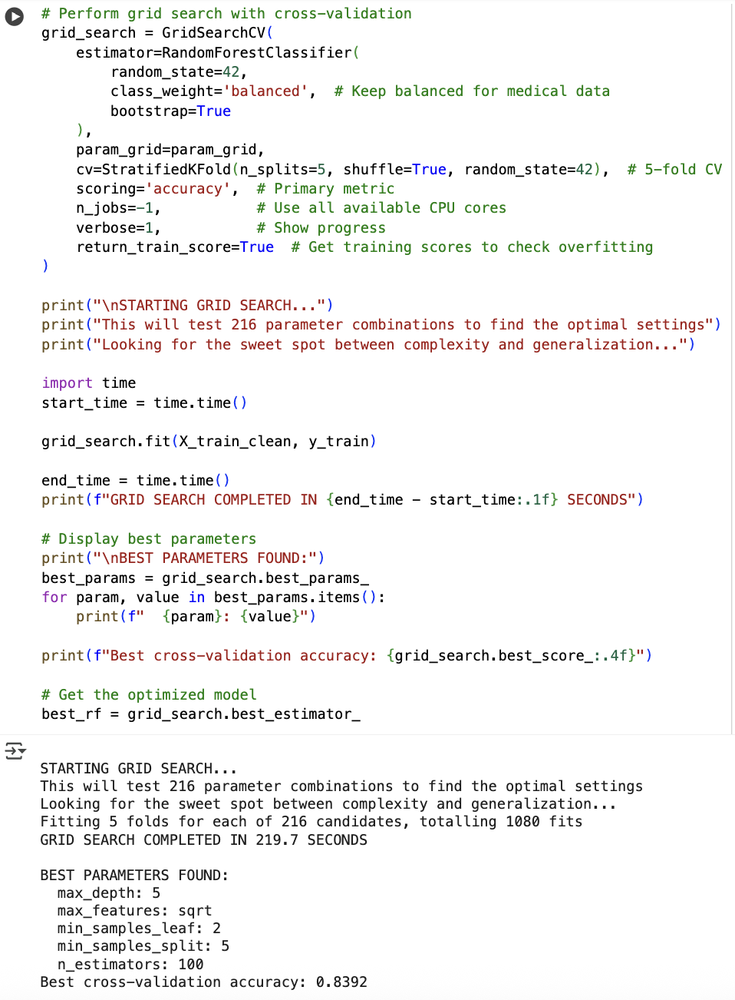 # Perform grid search with cross-validation
grid_search = GridSearchCV(
    estimator=RandomForestClassifier(
        random_state=42,
        class_weight='balanced',  # Keep balanced for medical data
        bootstrap=True
    ),
    param_grid=param_grid,
    cv=StratifiedKFold(n_splits=5, shuffle=True, random_state=42),  # 5-fold CV
    scoring='accuracy',  # Primary metric
    n_jobs=-1,           # Use all available CPU cores
    verbose=1,           # Show progress
    return_train_score=True  # Get training scores to check overfitting
)

print("\nSTARTING GRID SEARCH...")
print("This will test 216 parameter combinations to find the optimal settings")
print("Looking for the sweet spot between complexity and generalization...")

import time
start_time = time.time()

grid_search.fit(X_train_clean, y_train)

end_time = time.time()
print(f"GRID SEARCH COMPLETED IN {end_time - start_time:.1f} SECONDS")

# Display best parameters
print("\nBEST PARAMETERS FOUND:")
best_params = grid_search.best_params_
for param, value in best_params.items():
    print(f"  {param}: {value}")

print(f"Best cross-validation accuracy: {grid_search.best_score_:.4f}")

# Get the optimized model
best_rf = grid_search.best_estimator_

STARTING GRID SEARCH...
This will test 216 parameter combinations to find the optimal settings
Looking for the sweet spot between complexity and generalization...
Fitting 5 folds for each of 216 candidates, totalling 1080 fits
GRID SEARCH COMPLETED IN 219.7 SECONDS

BEST PARAMETERS FOUND:
  max_depth: 5
  max_features: sqrt
  min_samples_leaf: 2
  min_samples_split: 5
  n_estimators: 100
Best cross-validation accuracy: 0.8392